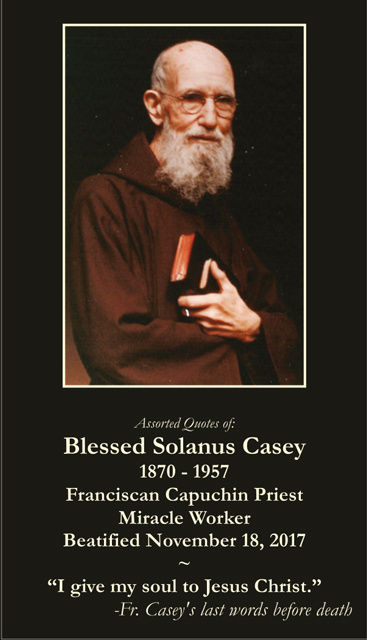 Assorted Quotes of:
Blessed Solanus Casey
1870 - 1957
Franciscan Capuchin Priest
Miracle Worker
Beatified November 18, 2017
~
“I give my soul to Jesus Christ.”
-Fr. Casey's last words before death